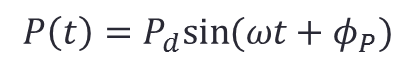 P(t) = P_d sin(ωt + ϕ_P)